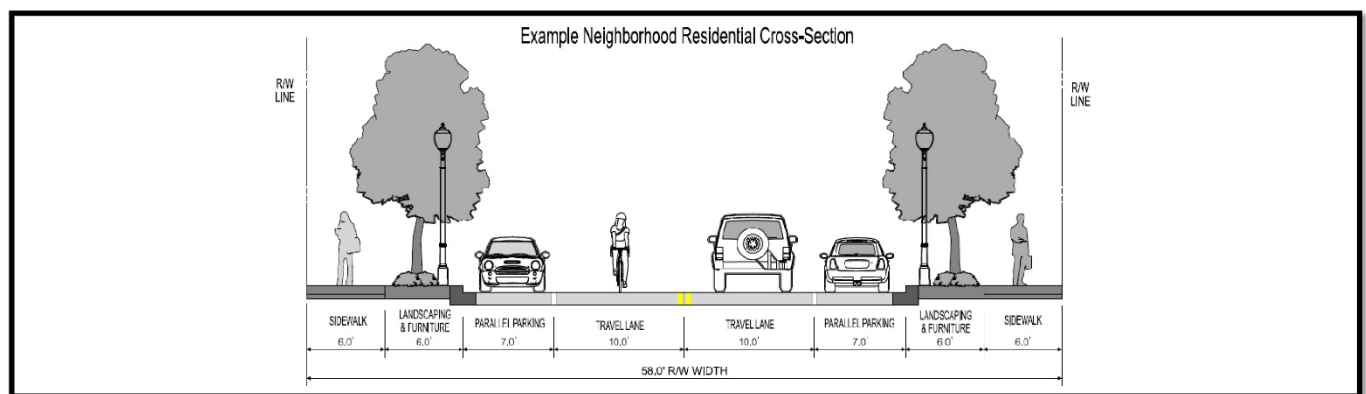 Example Neighborhood Residential Cross-Section
R/W
LINE
R/W
LINE
SIDEWALK
6.0'
LANDSCAPING
& FURNITURE
6.0'
PARALLEL PARKING
7.0'
TRAVEL LANE
10.0'
TRAVEL LANE
10.0'
PARALLEL PARKING
7.0'
LANDSCAPING
& FURNITURE
6.0'
SIDEWALK
6.0'
58.0' R/W WIDTH